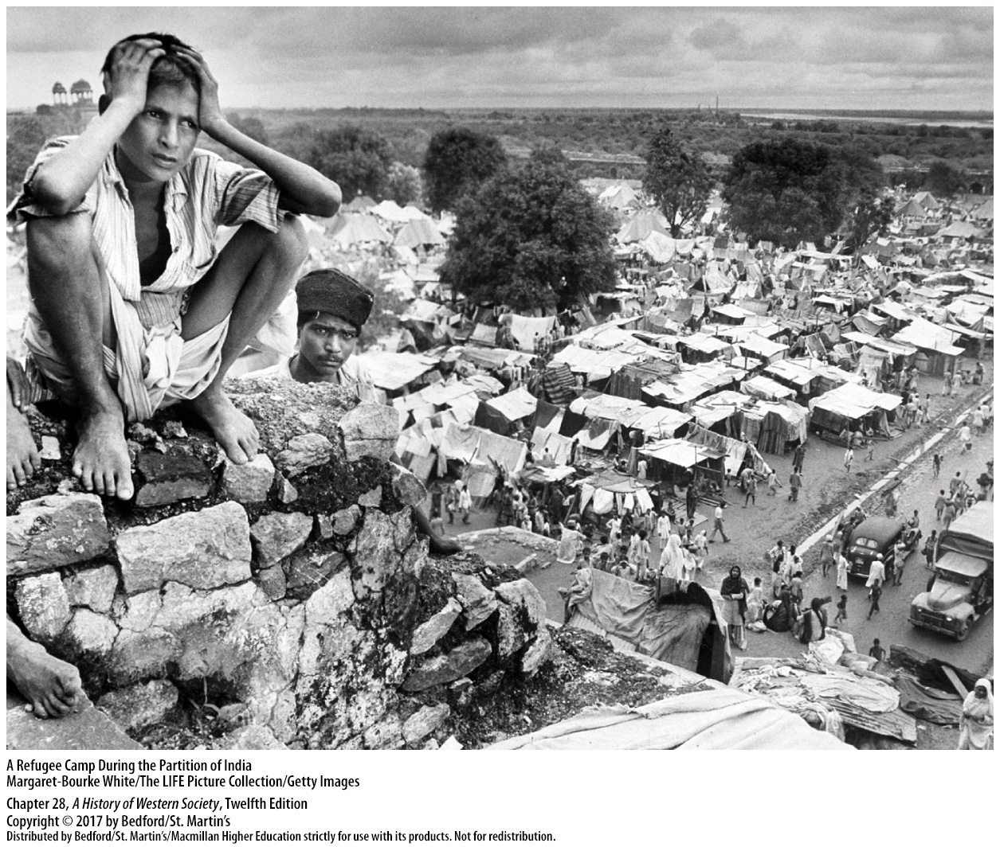 A Refugee Camp During the Partition of India
Margaret-Bourke White/The LIFE Picture Collection/Getty Images
Chapter 28, A History of Western Society, Twelfth Edition
Copyright © 2017 by Bedford/St. Martin's
Distributed by Bedford/St. Martin's/Macmillan Higher Education strictly for use with its products. Not for redistribution.